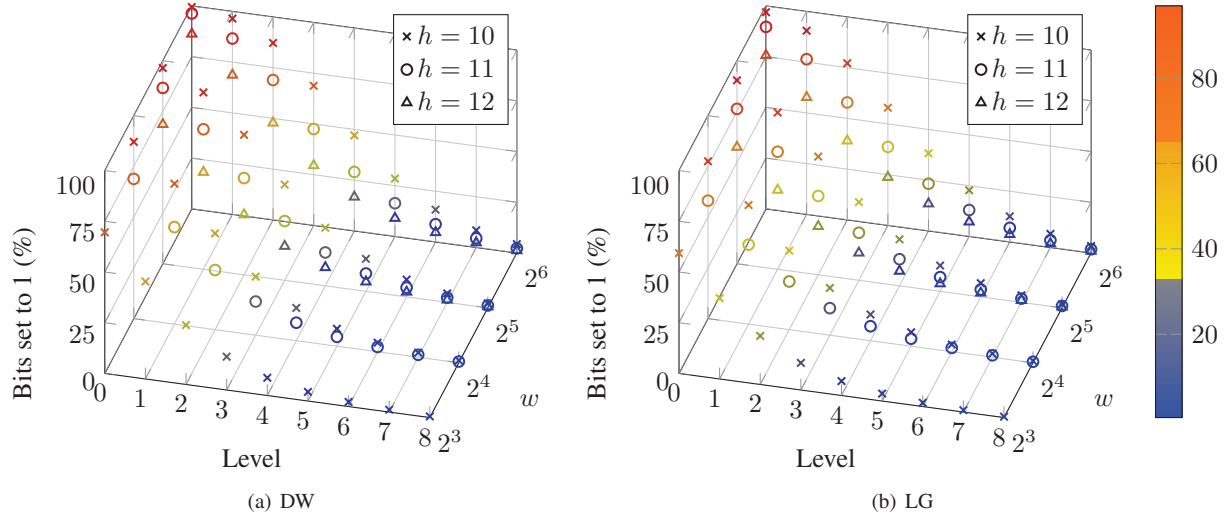 h = 10
h = 11
h = 12
100
75
50
25
0
Bits set to 1 (%)
0 1 2 3 4 5 6 7 8
Level
2^3
2^4
2^5
2^6
w
(a) DW
h = 10
h = 11
h = 12
100
75
50
25
0
Bits set to 1 (%)
0 1 2 3 4 5 6 7 8
Level
2^3
2^4
2^5
2^6
w
(b) LG
80
60
40
20